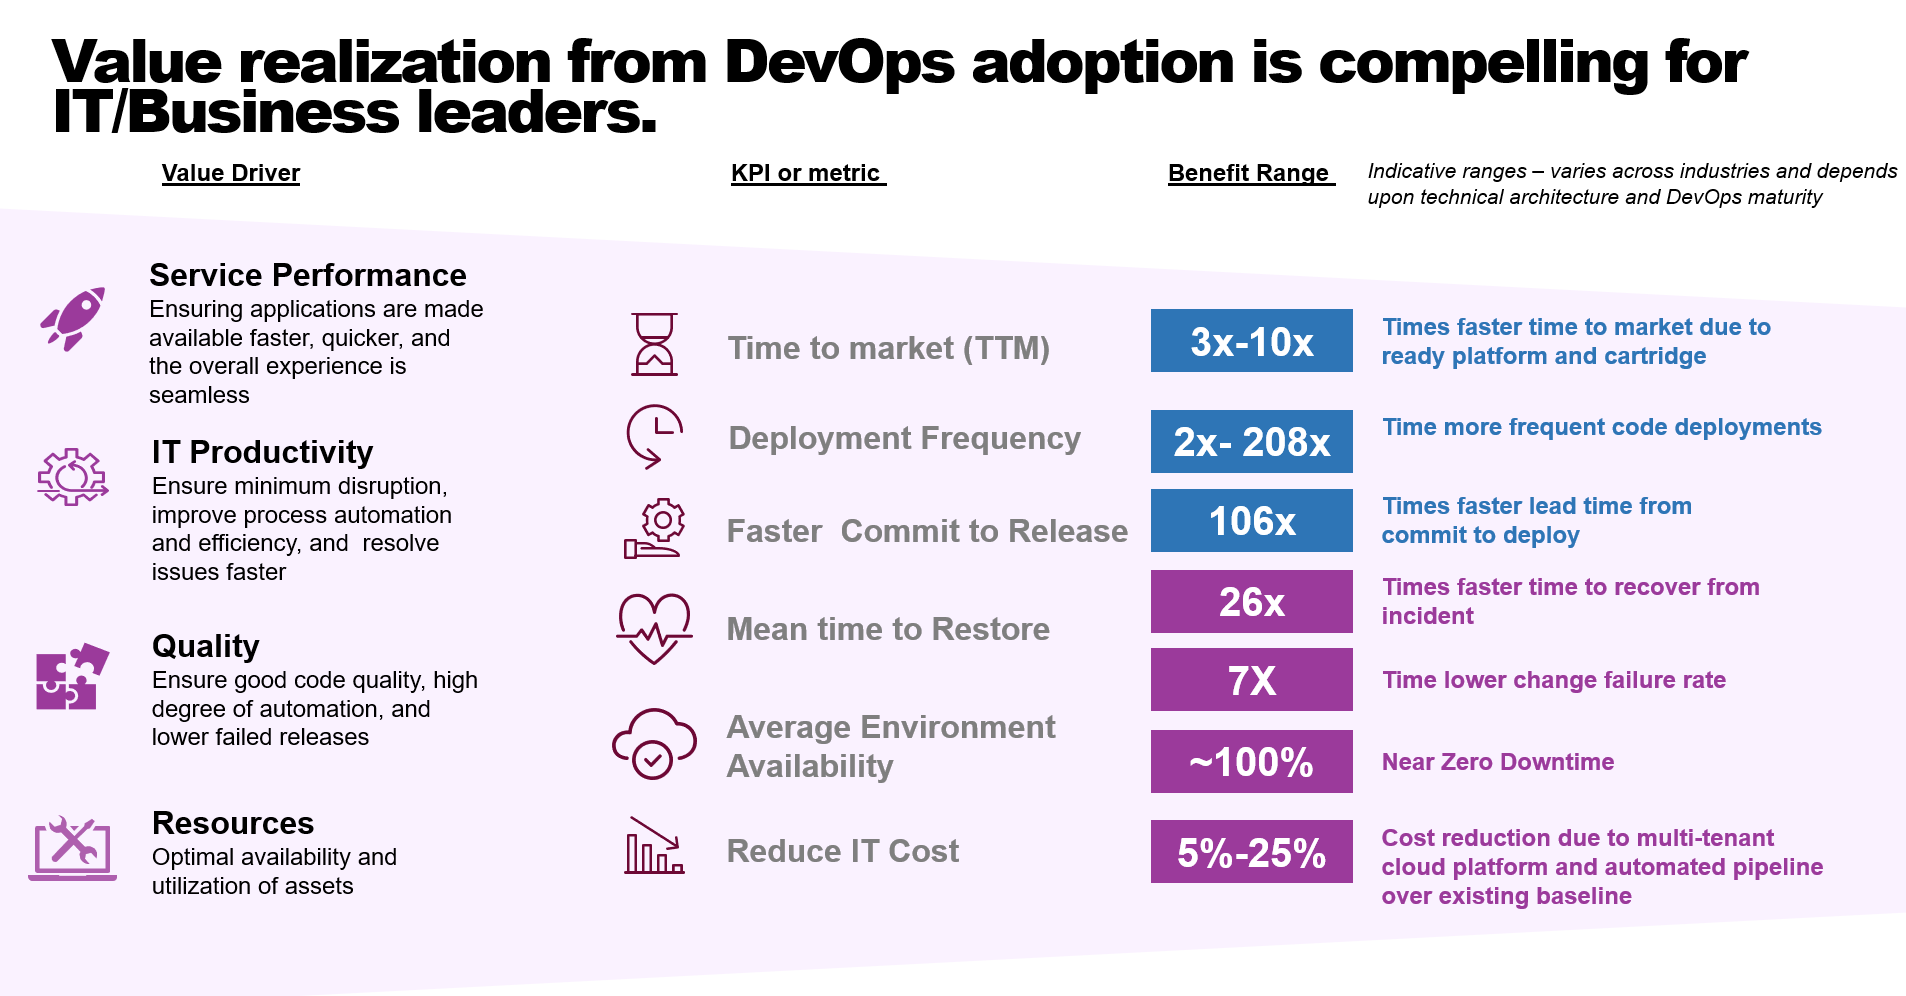 Value realization from DevOps adoption is compelling for
IT/Business leaders.
Value Driver
KPI or metric
Benefit Range
Indicative ranges – varies across industries and depends
upon technical architecture and DevOps maturity
Service Performance
Ensuring applications are made
available faster, quicker, and
the overall experience is
seamless
IT Productivity
Ensure minimum disruption,
improve process automation
and efficiency, and  resolve
issues faster
Quality
Ensure good code quality, high
degree of automation, and
lower failed releases
Resources
Optimal availability and
utilization of assets
Time to market (TTM)
Deployment Frequency
Faster  Commit to Release
Mean time to Restore
Average Environment
Availability
Reduce IT Cost
3x-10x
Times faster time to market due to
ready platform and cartridge
2x- 208x
Time more frequent code deployments
106x
Times faster lead time from
commit to deploy
26x
Times faster time to recover from
incident
7X
Time lower change failure rate
~100%
Near Zero Downtime
5%-25%
Cost reduction due to multi-tenant
cloud platform and automated pipeline
over existing baseline